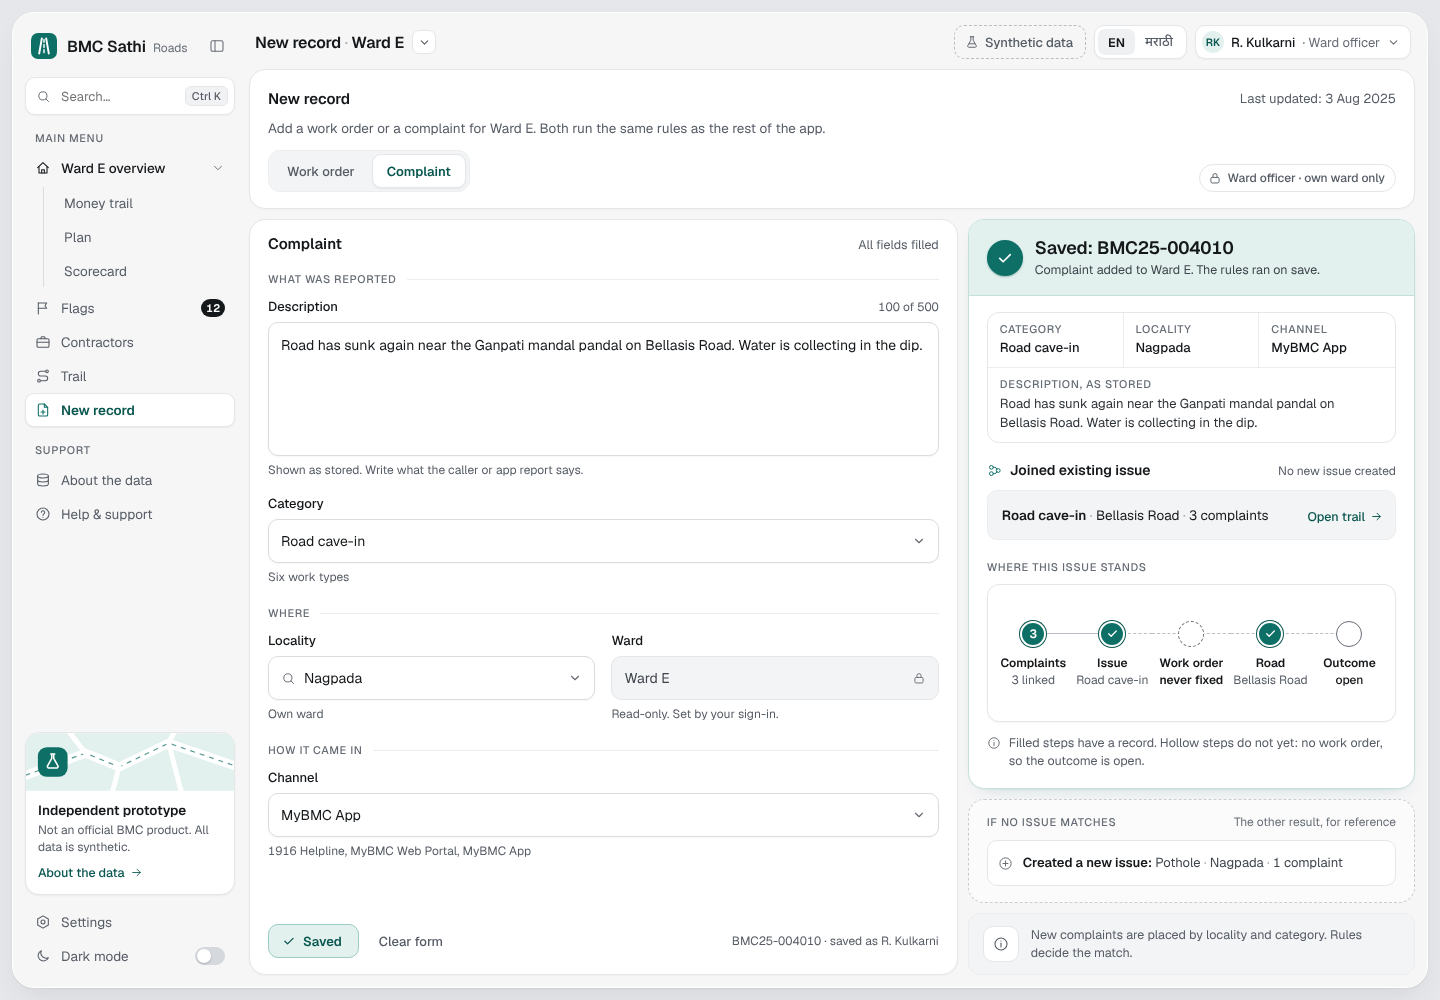 BMC Sathi Roads
Search...
Ctrl K
MAIN MENU
Ward E overview
Money trail
Plan
Scorecard
Flags
12
Contractors
Trail
New record
SUPPORT
About the data
Help & support
Independent prototype
Not an official BMC product. All
data is synthetic.
About the data →
Settings
Dark mode
New record · Ward E
Synthetic data
EN
मराठी
RK
R. Kulkarni · Ward officer
New record
Last updated: 3 Aug 2025
Add a work order or a complaint for Ward E. Both run the same rules as the rest of the app.
Work order
Complaint
Ward officer · own ward only
Complaint
All fields filled
WHAT WAS REPORTED
Description
100 of 500
Road has sunk again near the Ganpati mandal pandal on Bellasis Road. Water is collecting in the dip.
Shown as stored. Write what the caller or app report says.
Category
Road cave-in
Six work types
WHERE
Locality
Ward
Nagpada
Ward E
Own ward
Read-only. Set by your sign-in.
HOW IT CAME IN
Channel
MyBMC App
1916 Helpline, MyBMC Web Portal, MyBMC App
Saved
Clear form
BMC25-004010 · saved as R. Kulkarni
Saved: BMC25-004010
Complaint added to Ward E. The rules ran on save.
CATEGORY
LOCALITY
CHANNEL
Road cave-in
Nagpada
MyBMC App
DESCRIPTION, AS STORED
Road has sunk again near the Ganpati mandal pandal on
Bellasis Road. Water is collecting in the dip.
Joined existing issue
No new issue created
Road cave-in · Bellasis Road · 3 complaints
Open trail →
WHERE THIS ISSUE STANDS
3
Complaints
Issue
Work order
Road
Outcome
3 linked
Road cave-in
never fixed
Bellasis Road
open
Filled steps have a record. Hollow steps do not yet: no work order,
so the outcome is open.
IF NO ISSUE MATCHES
The other result, for reference
Created a new issue: Pothole · Nagpada · 1 complaint
New complaints are placed by locality and category. Rules
decide the match.